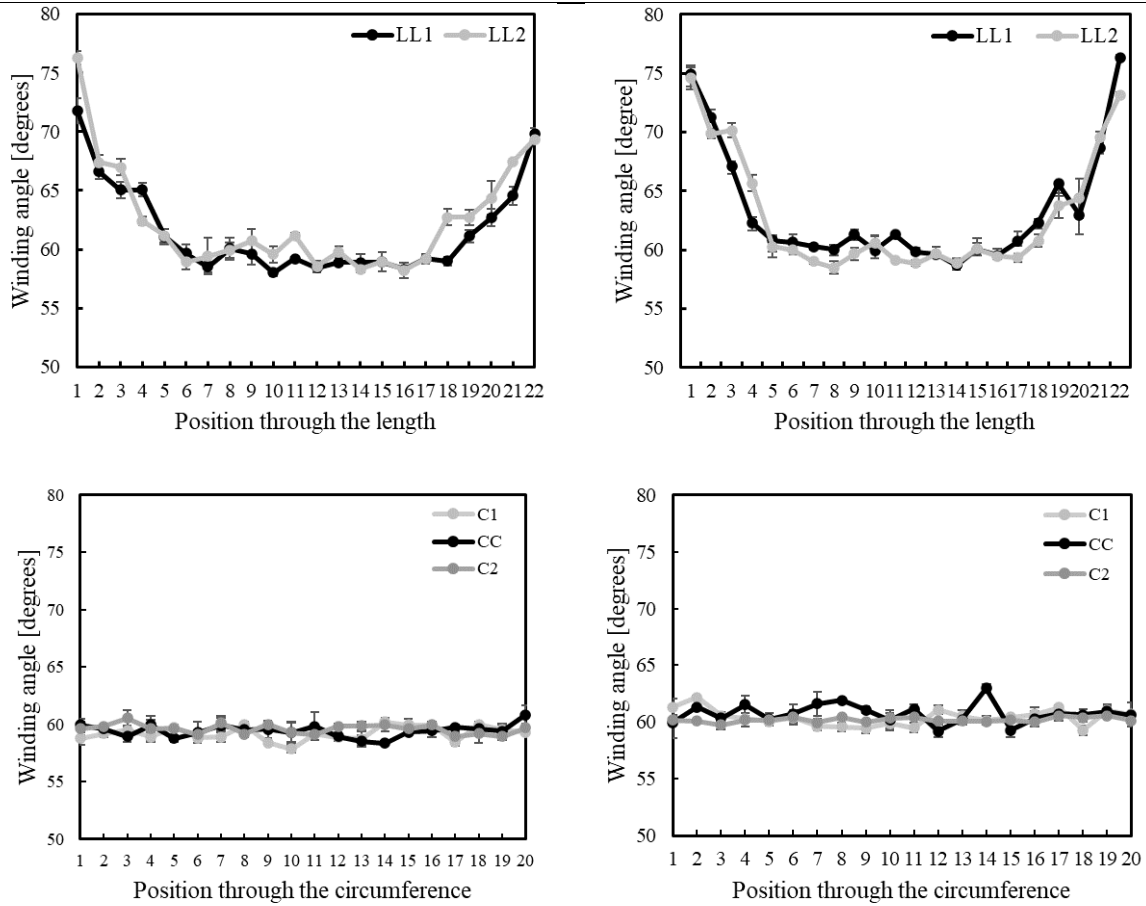 LL1 LL2
Winding angle [degrees]
80
75
70
65
60
55
50
1 2 3 4 5 6 7 8 9 10 11 12 13 14 15 16 17 18 19 20 21 22
Position through the length
LL1 LL2
Winding angle [degree]
80
75
70
65
60
55
50
1 2 3 4 5 6 7 8 9 10 11 12 13 14 15 16 17 18 19 20 21 22
Position through the length
C1
CC
C2
Winding angle [degrees]
80
75
70
65
60
55
50
1 2 3 4 5 6 7 8 9 10 11 12 13 14 15 16 17 18 19 20
Position through the circumference
C1
CC
C2
Winding angle [degrees]
80
75
70
65
60
55
50
1 2 3 4 5 6 7 8 9 10 11 12 13 14 15 16 17 18 19 20
Position through the circumference